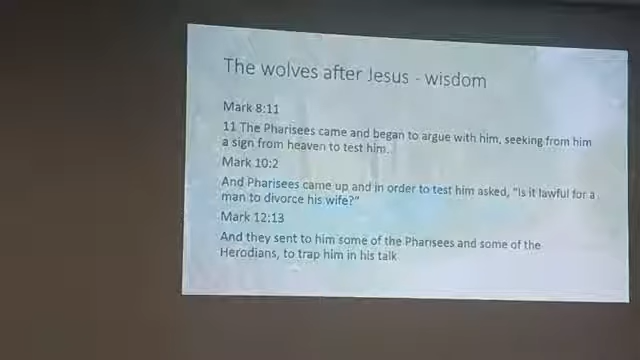 The wolves after Jesus - wisdom
Mark 8:11
11 The Pharisees came and began to argue with him, seeking from him
a sign from heaven to test him.
Mark 10:2
And Pharisees came up and in order to test him asked, "Is it lawful for a
man to divorce his wife?"
Mark 12:13
And they sent to him some of the Pharisees and some of the
Herodians, to trap him in his talk